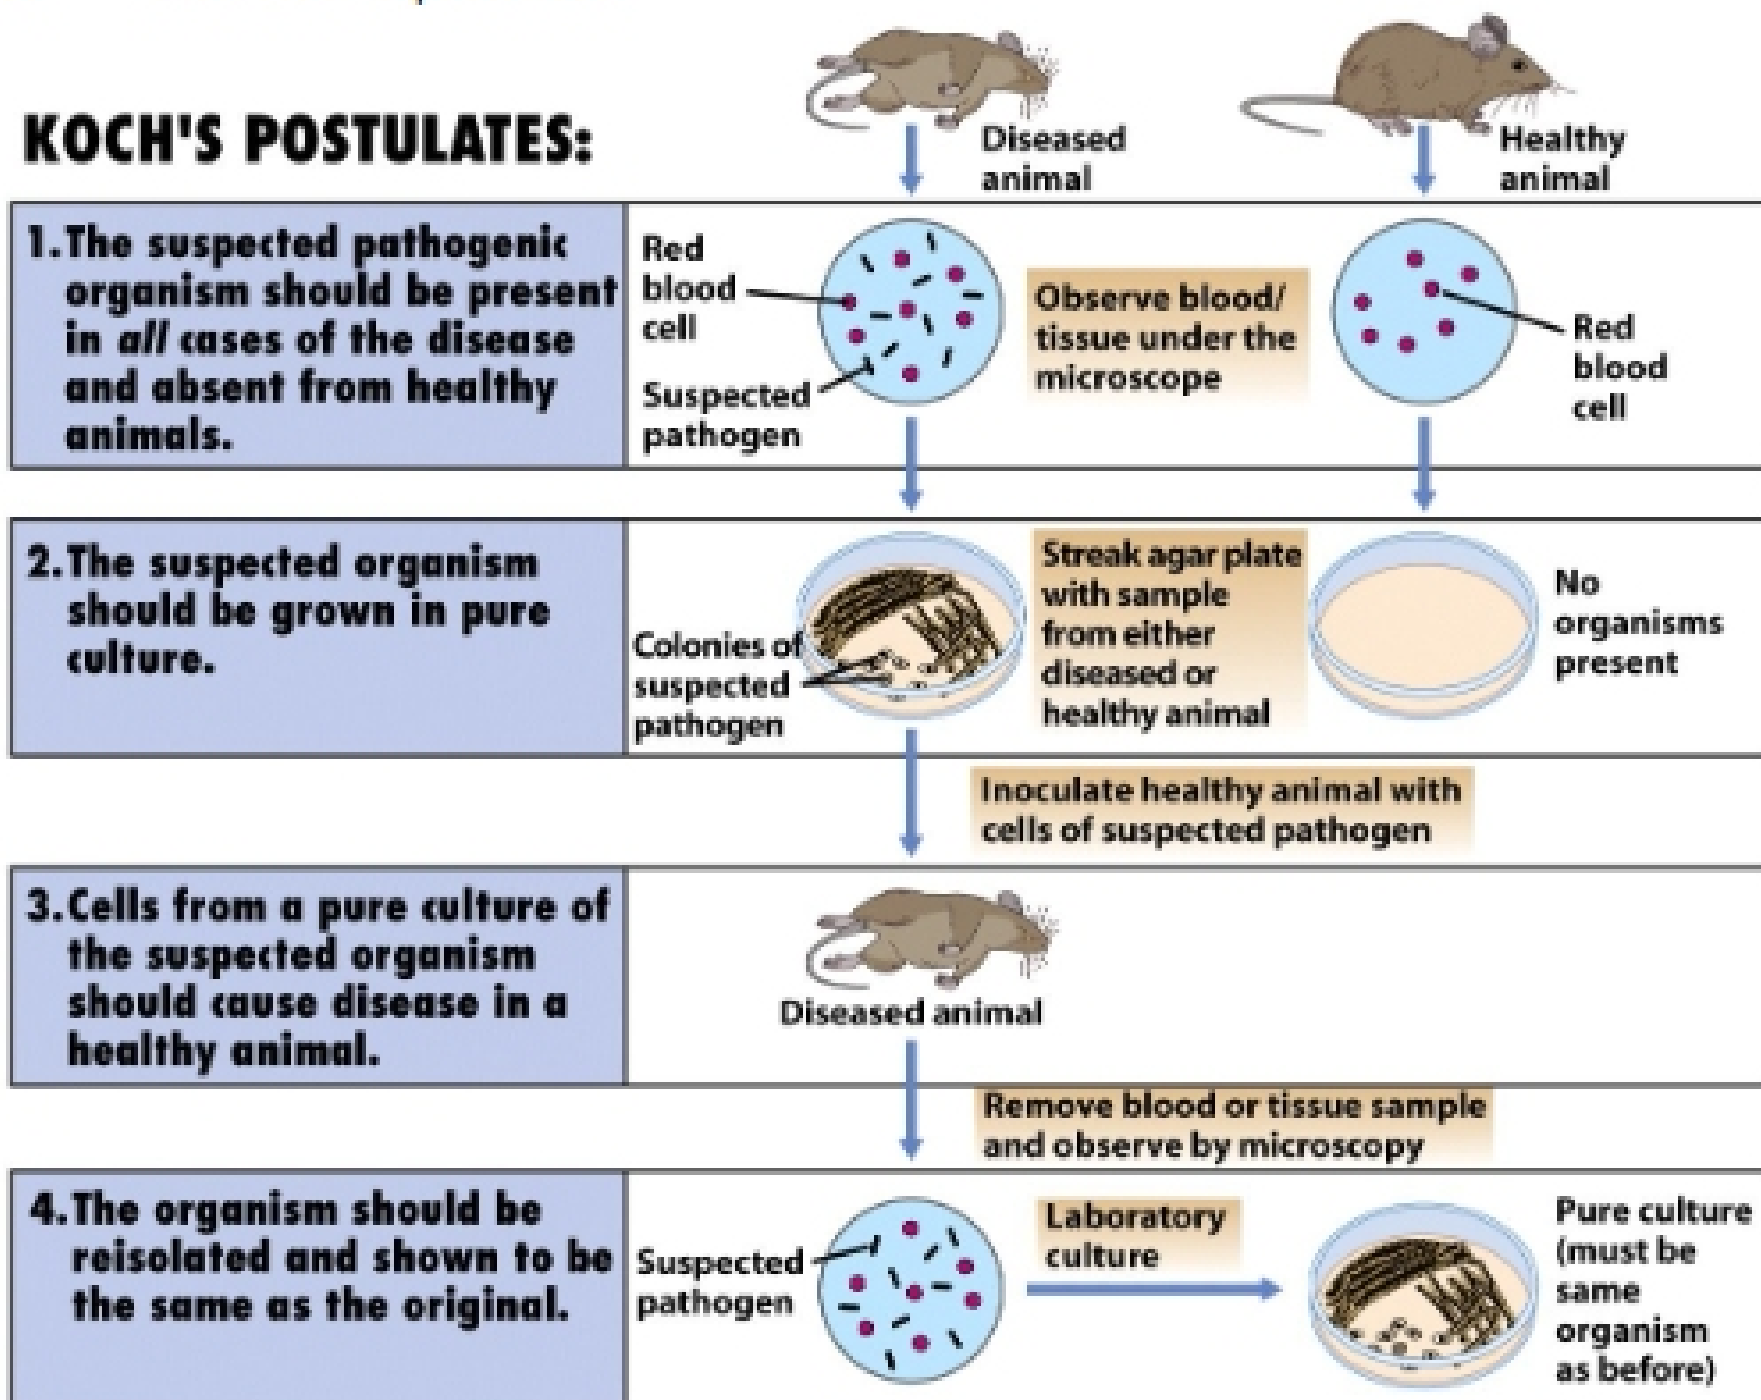 KOCH'S POSTULATES:
Diseased
animal
Healthy
animal
1. The suspected pathogenic
organism should be present
in all cases of the disease
and absent from healthy
animals.
Red
blood
cell
Suspected
pathogen
Observe blood/
tissue under the
microscope
Red
blood
cell
2. The suspected organism
should be grown in pure
culture.
Colonies of
suspected
pathogen
Streak agar plate
with sample
from either
diseased or
healthy animal
No
organisms
present
Inoculate healthy animal with
cells of suspected pathogen
3. Cells from a pure culture of
the suspected organism
should cause disease in a
healthy animal.
Diseased animal
Remove blood or tissue sample
and observe by microscopy
4. The organism should be
reisolated and shown to be
the same as the original.
Suspected
pathogen
Laboratory
culture
Pure culture
(must be
same
organism
as before)